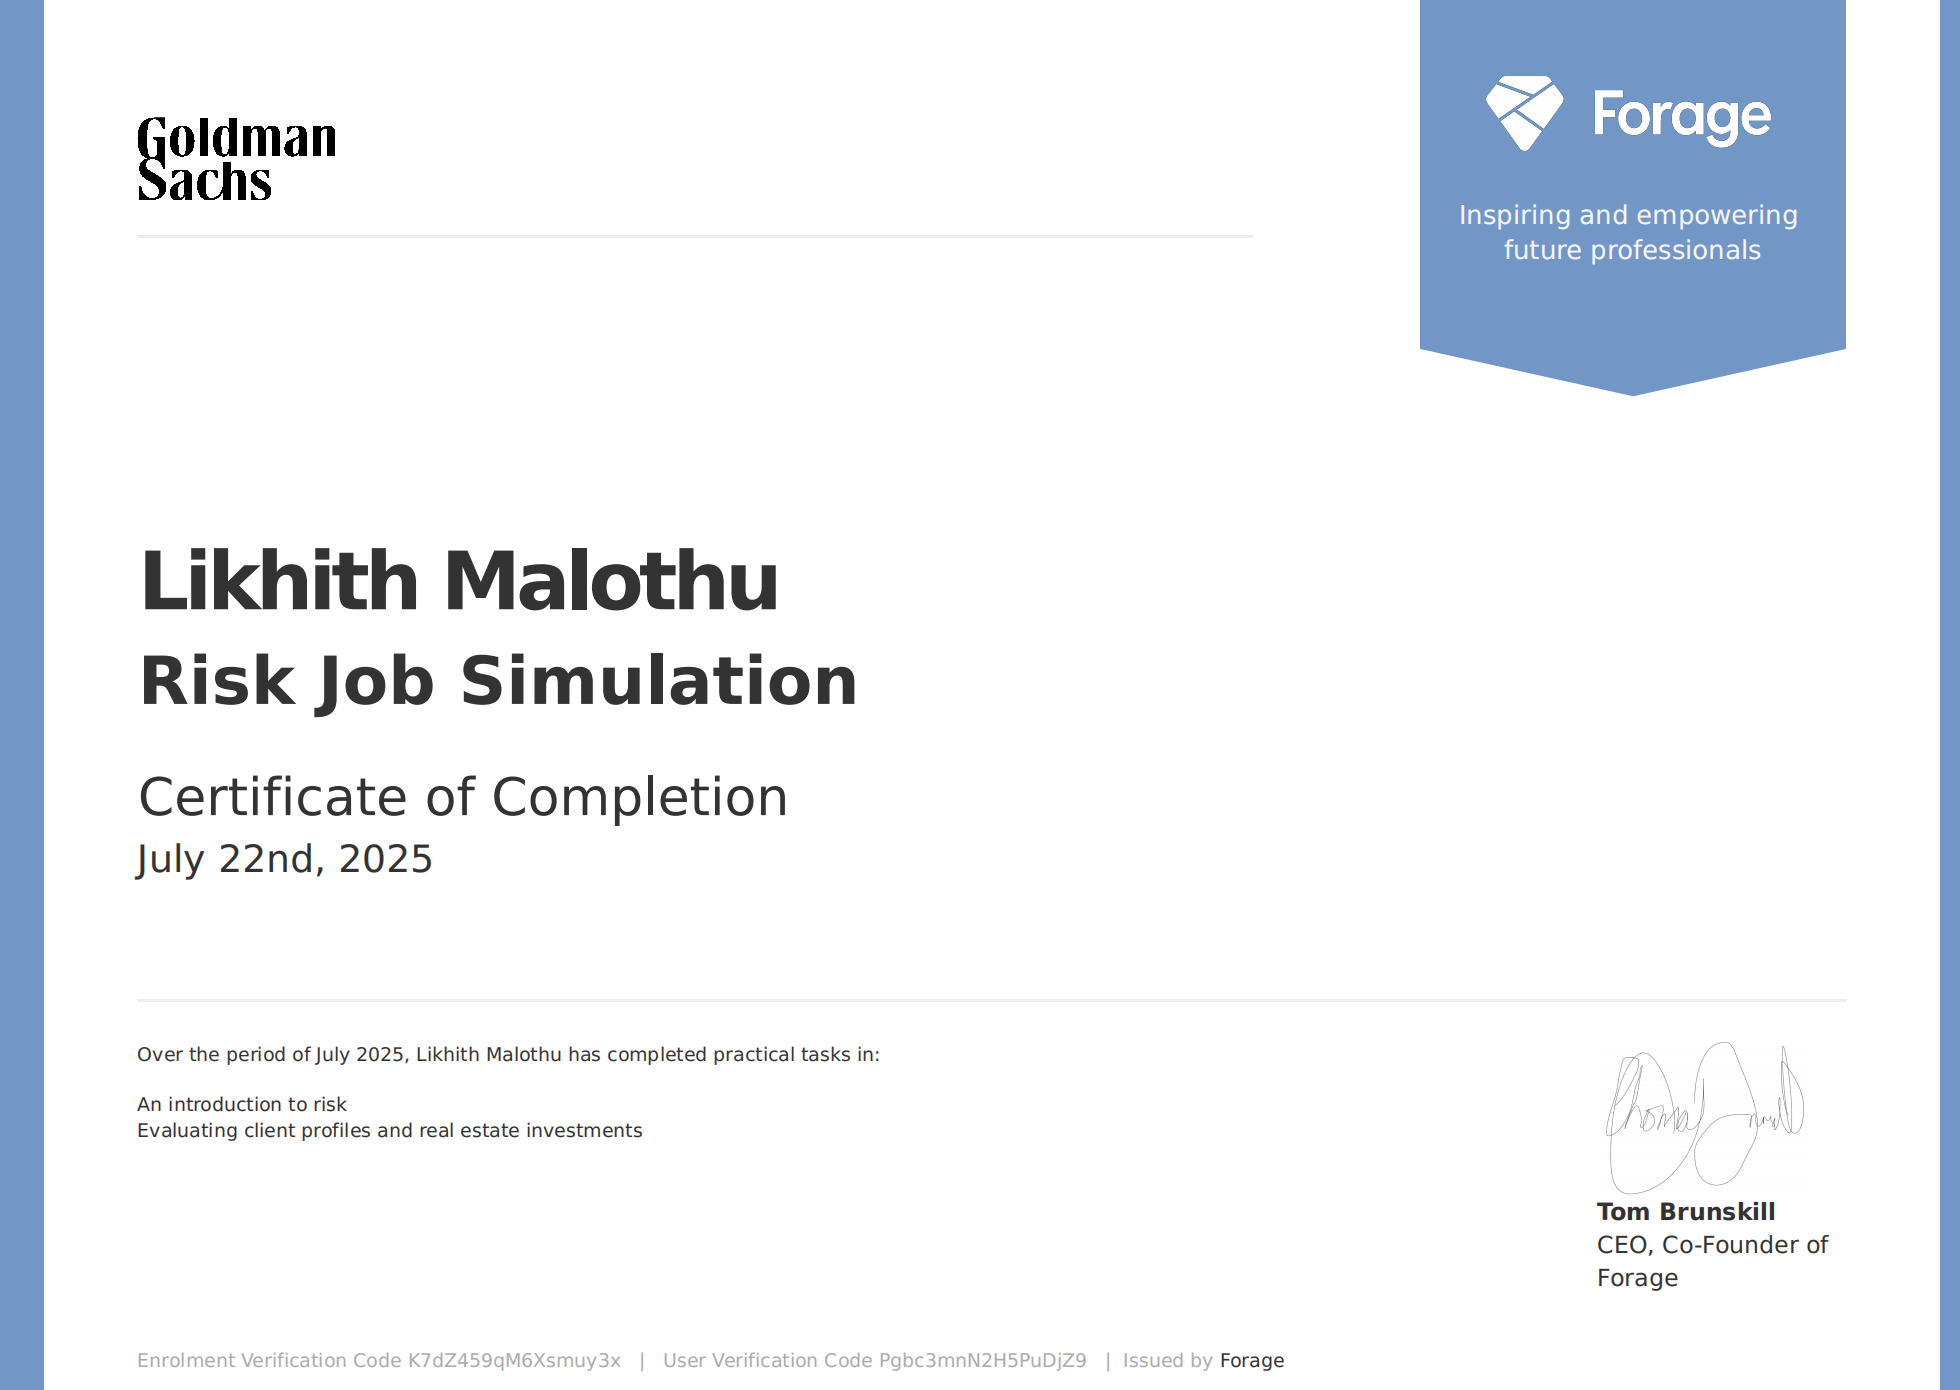 Goldman
Sachs
Forage
Inspiring and empowering
future professionals
Likhith Malothu
Risk Job Simulation
Certificate of Completion
July 22nd, 2025
Over the period of July 2025, Likhith Malothu has completed practical tasks in:
An introduction to risk
Evaluating client profiles and real estate investments
Tom Brunskill
CEO, Co-Founder of
Forage
Enrolment Verification Code K7dZ459qM6Xsmuy3x | User Verification Code Pgbc3mnN2H5PuDjZ9 | Issued by Forage